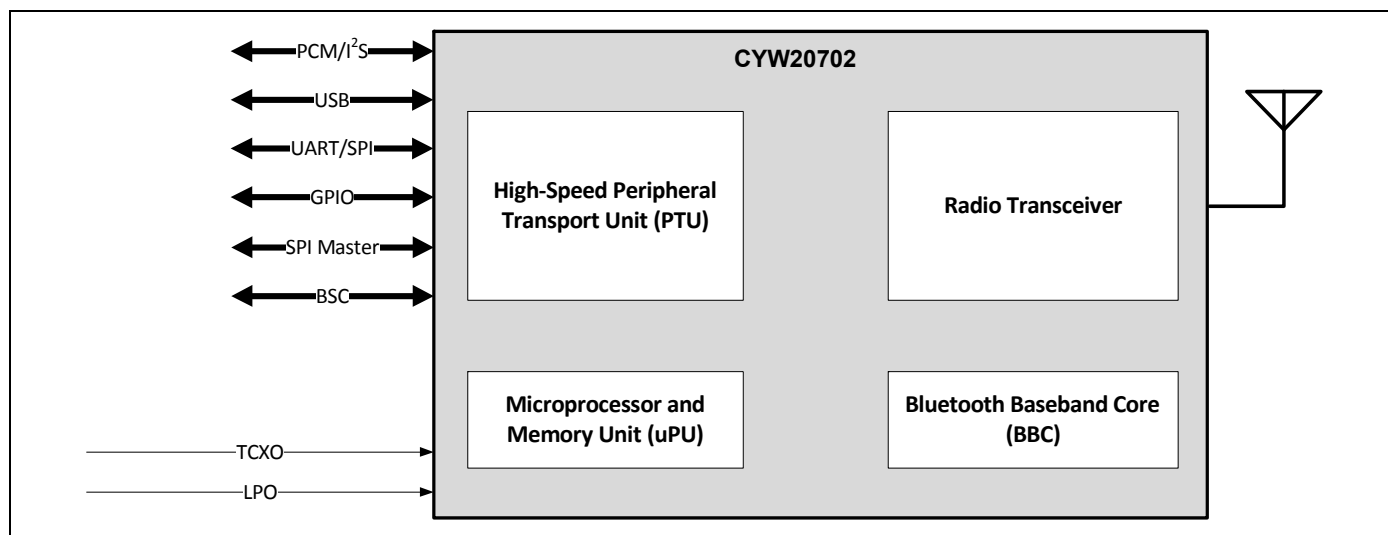 PCM/I²S
USB
UART/SPI
GPIO
SPI Master
BSC
TCXO
LPO
CYW20702
High-Speed Peripheral
Transport Unit (PTU)
Radio Transceiver
Microprocessor and
Memory Unit (uPU)
Bluetooth Baseband Core
(BBC)